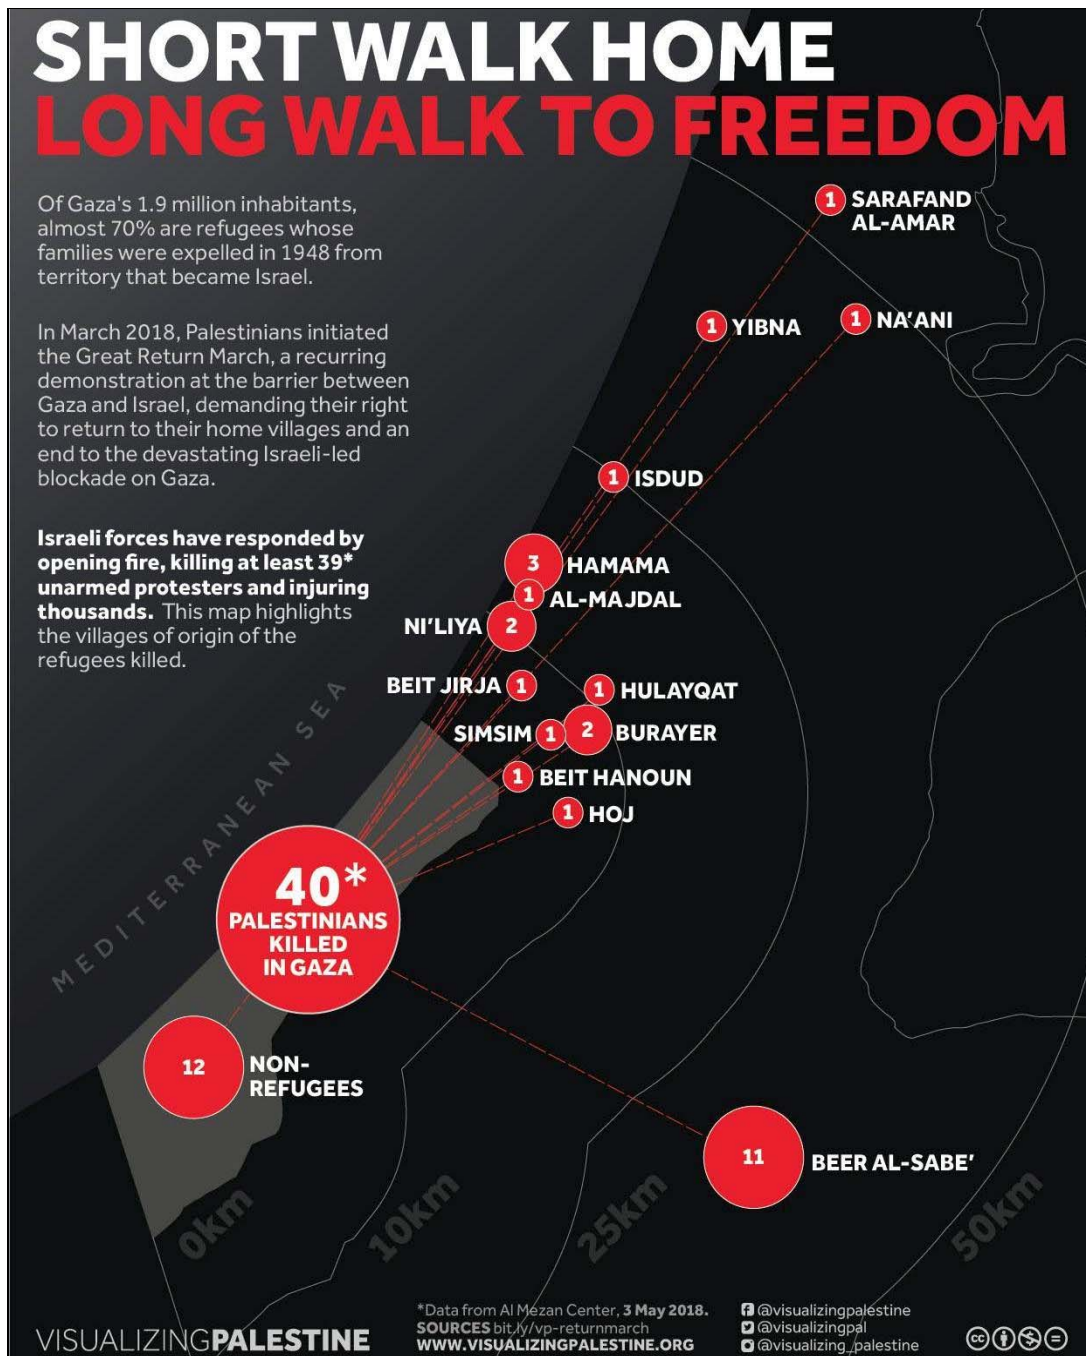 SHORT WALK HOME
LONG WALK TO FREEDOM
Of Gaza's 1.9 million inhabitants,
almost 70% are refugees whose
families were expelled in 1948 from
territory that became Israel.
In March 2018, Palestinians initiated
the Great Return March, a recurring
demonstration at the barrier between
Gaza and Israel, demanding their right
to return to their home villages and an
end to the devastating Israeli-led
blockade on Gaza.
Israeli forces have responded by
opening fire, killing at least 39*
unarmed protesters and injuring
thousands. This map highlights
the villages of origin of the
refugees killed.
1 SARAFAND
AL-AMAR
1 YIBNA
1 NA'ANI
1 ISDUD
3 HAMAMA
1 AL-MAJDAL
NI'LIYA 2
BEIT JIRJA 1
1 HULAYQAT
SIMSIM 1
2 BURAYER
1 BEIT HANOUN
1 HOJ
MEDITERRANEAN SEA
40*
PALESTINIANS
KILLED
IN GAZA
12 NON-
REFUGEES
11 BEER AL-SABE'
0km
10km
25km
50km
*Data from Al Mezan Center, 3 May 2018.
SOURCES bit.ly/vp-returnmarch
WWW.VISUALIZINGPALESTINE.ORG
VISUALIZINGPALESTINE
@visualizingpalestine
@visualizingpal
@visualizing_palestine
cc